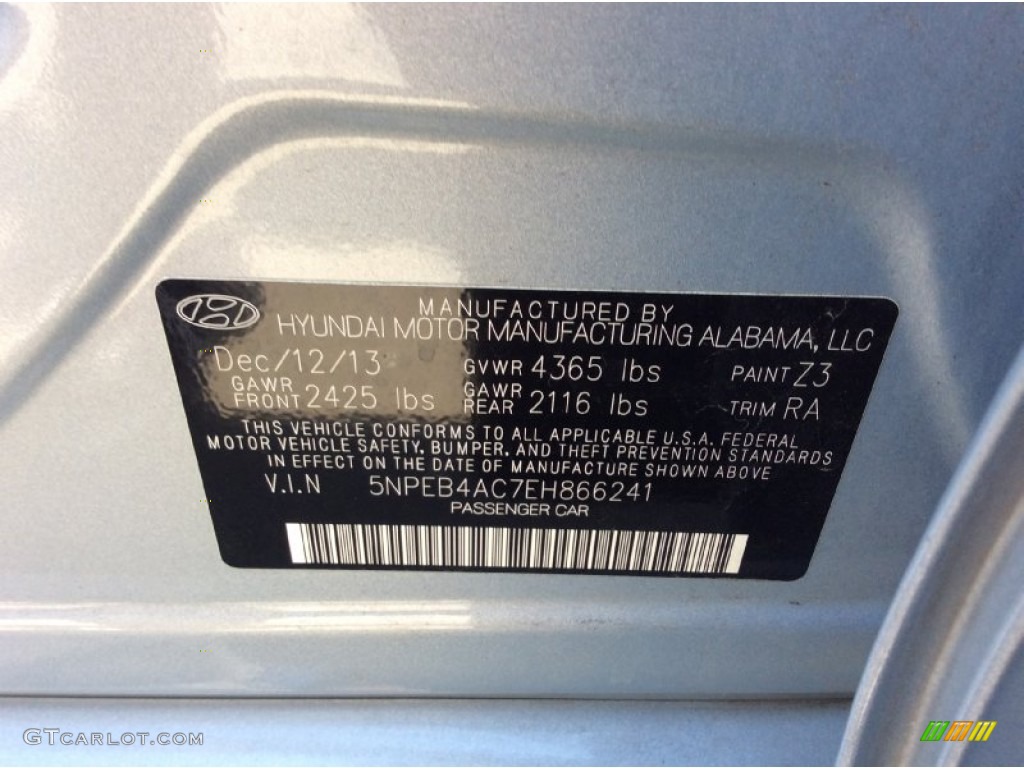 MANUFACTURED BY
HYUNDAI MOTOR MANUFACTURING ALABAMA, LLC
Dec/12/13 GVWR 4365 lbs PAINT Z3
GAWR FRONT 2425 lbs GAWR REAR 2116 lbs TRIM RA
THIS VEHICLE CONFORMS TO ALL APPLICABLE U.S.A. FEDERAL
MOTOR VEHICLE SAFETY, BUMPER, AND THEFT PREVENTION STANDARDS
IN EFFECT ON THE DATE OF MANUFACTURE SHOWN ABOVE
V.I.N 5NPEB4AC7EH866241
PASSENGER CAR
GTCARLOT.COM